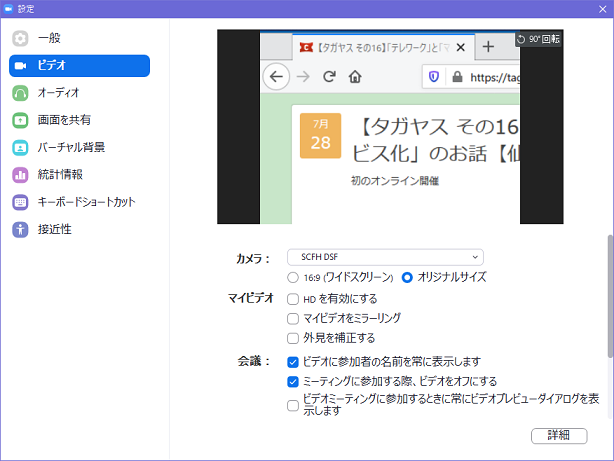 設定
一般
ビデオ
オーディオ
画面を共有
バーチャル背景
統計情報
キーボードショートカット
接近性
【タガヤス その16】「テレワーク」と「
90°回転
https://tag
7月
28
【タガヤス その16
ビス化」のお話【仙
初のオンライン開催
カメラ：
SCFH DSF
16:9 (ワイドスクリーン)
オリジナルサイズ
マイビデオ
HD を有効にする
マイビデオをミラーリング
外見を補正する
会議：
ビデオに参加者の名前を常に表示します
ミーティングに参加する際、ビデオをオフにする
ビデオミーティングに参加するときに常にビデオプレビューダイアログを表
示します
詳細